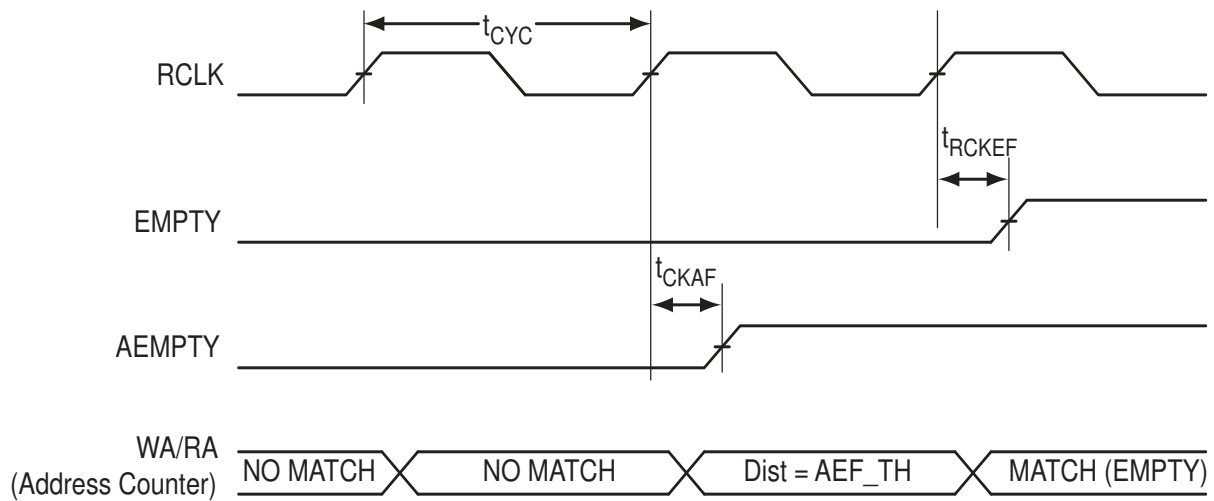 tCYC
RCLK
tRCKEF
EMPTY
tCKAF
AEMPTY
WA/RA
(Address Counter)
NO MATCH
NO MATCH
Dist = AEF_TH
MATCH (EMPTY)